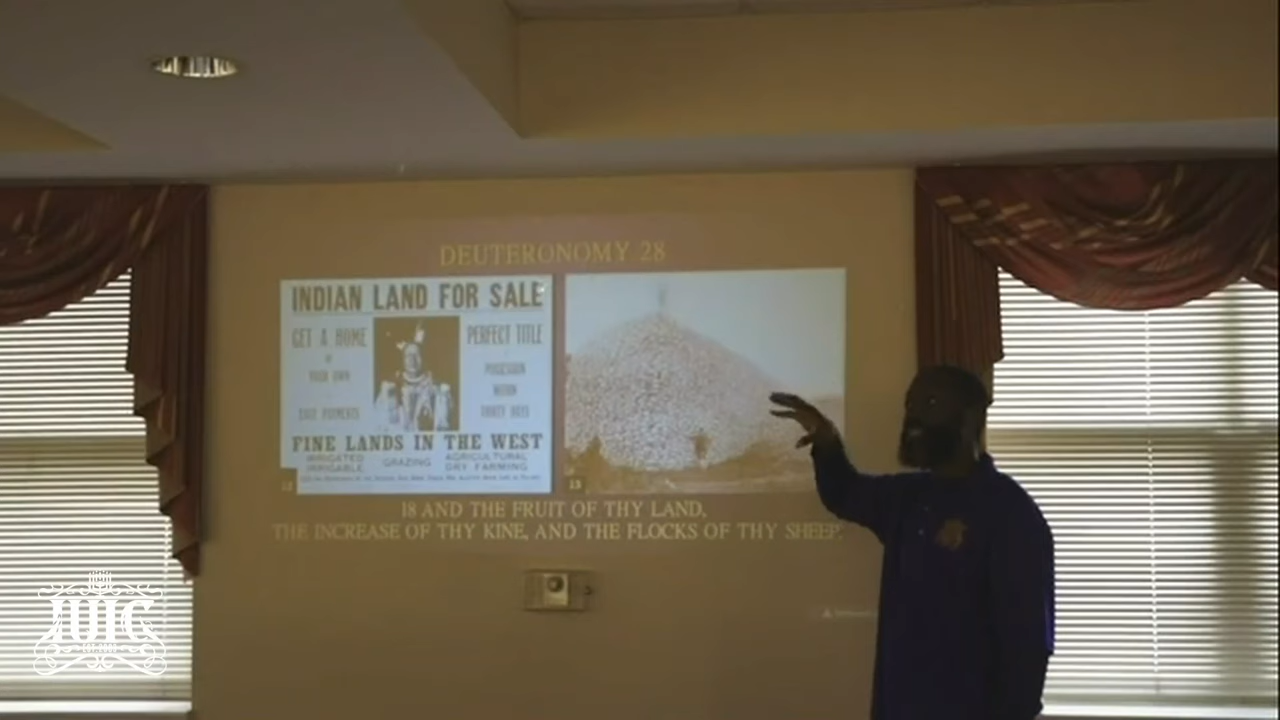 DEUTERONOMY 28
INDIAN LAND FOR SALE
GET A HOME
OF
YOUR OWN
EASY PAYMENTS
PERFECT TITLE
POSSESSION
WITHIN
THIRTY DAYS
FINE LANDS IN THE WEST
IRRIGATED
IRRIGABLE
GRAZING
AGRICULTURAL
DRY FARMING
12
13
18 AND THE FRUIT OF THY LAND,
THE INCREASE OF THY KINE, AND THE FLOCKS OF THY SHEEP.
IUIC